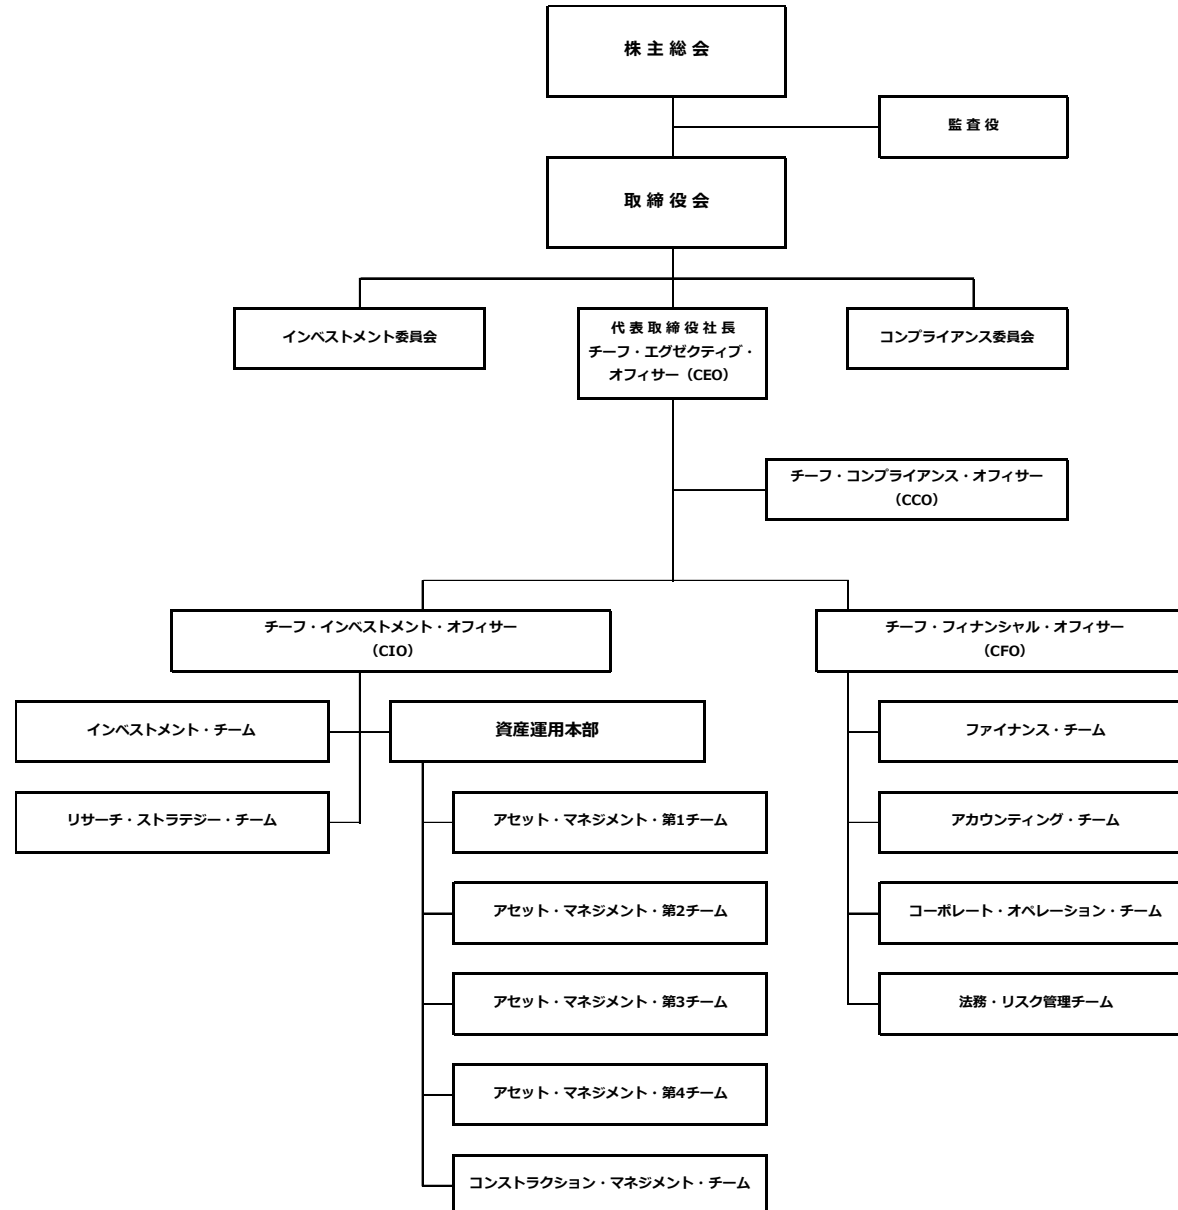 株主総会
監査役
取締役会
インベストメント委員会
代表取締役社長
チーフ・エグゼクティブ・
オフィサー（CEO）
コンプライアンス委員会
チーフ・コンプライアンス・オフィサー
（CCO）
チーフ・インベストメント・オフィサー
（CIO）
チーフ・フィナンシャル・オフィサー
（CFO）
インベストメント・チーム
資産運用本部
ファイナンス・チーム
リサーチ・ストラテジー・チーム
アセット・マネジメント・第1チーム
アカウンティング・チーム
アセット・マネジメント・第2チーム
コーポレート・オペレーション・チーム
アセット・マネジメント・第3チーム
法務・リスク管理チーム
アセット・マネジメント・第4チーム
コンストラクション・マネジメント・チーム